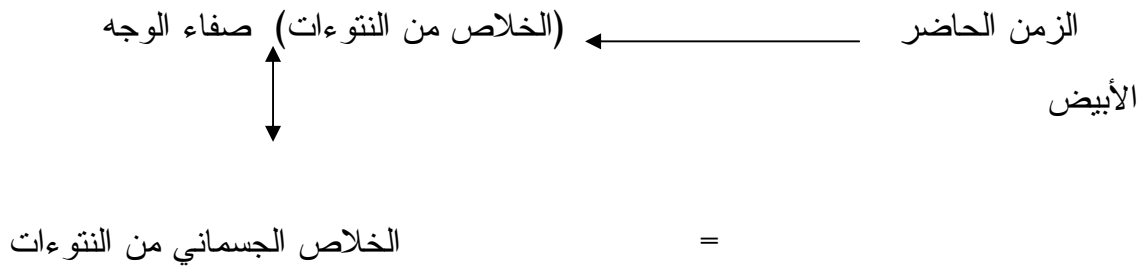 الزمن الحاضر (الخلاص من النتوءات) صفاء الوجه
الأبيض
= الخلاص الجسماني من النتوءات